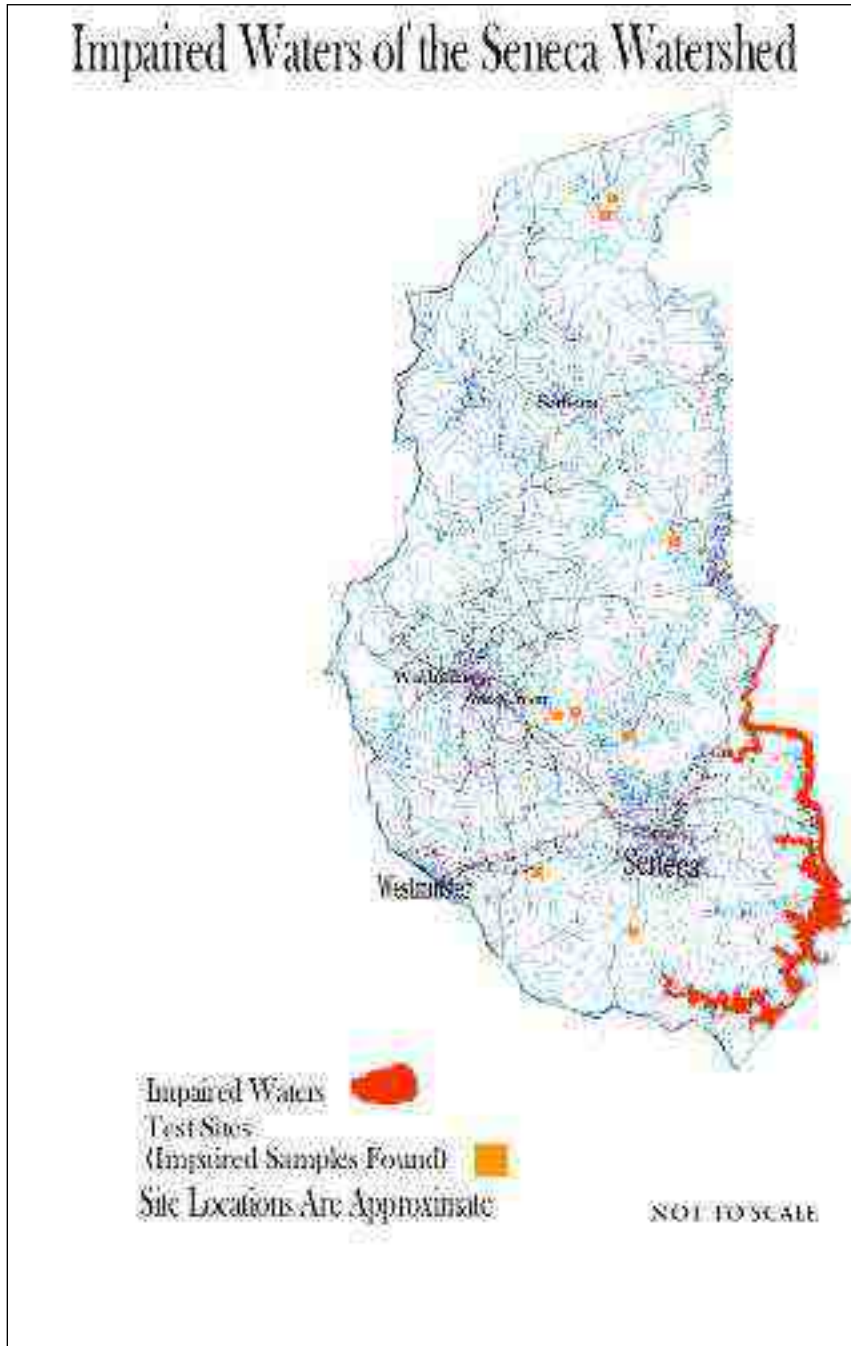 Impaired Waters of the Seneca Watershed
Seneca
Westminster
Impaired Waters
Test Sites
(Impaired Samples Found)
Site Locations Are Approximate
NOT TO SCALE